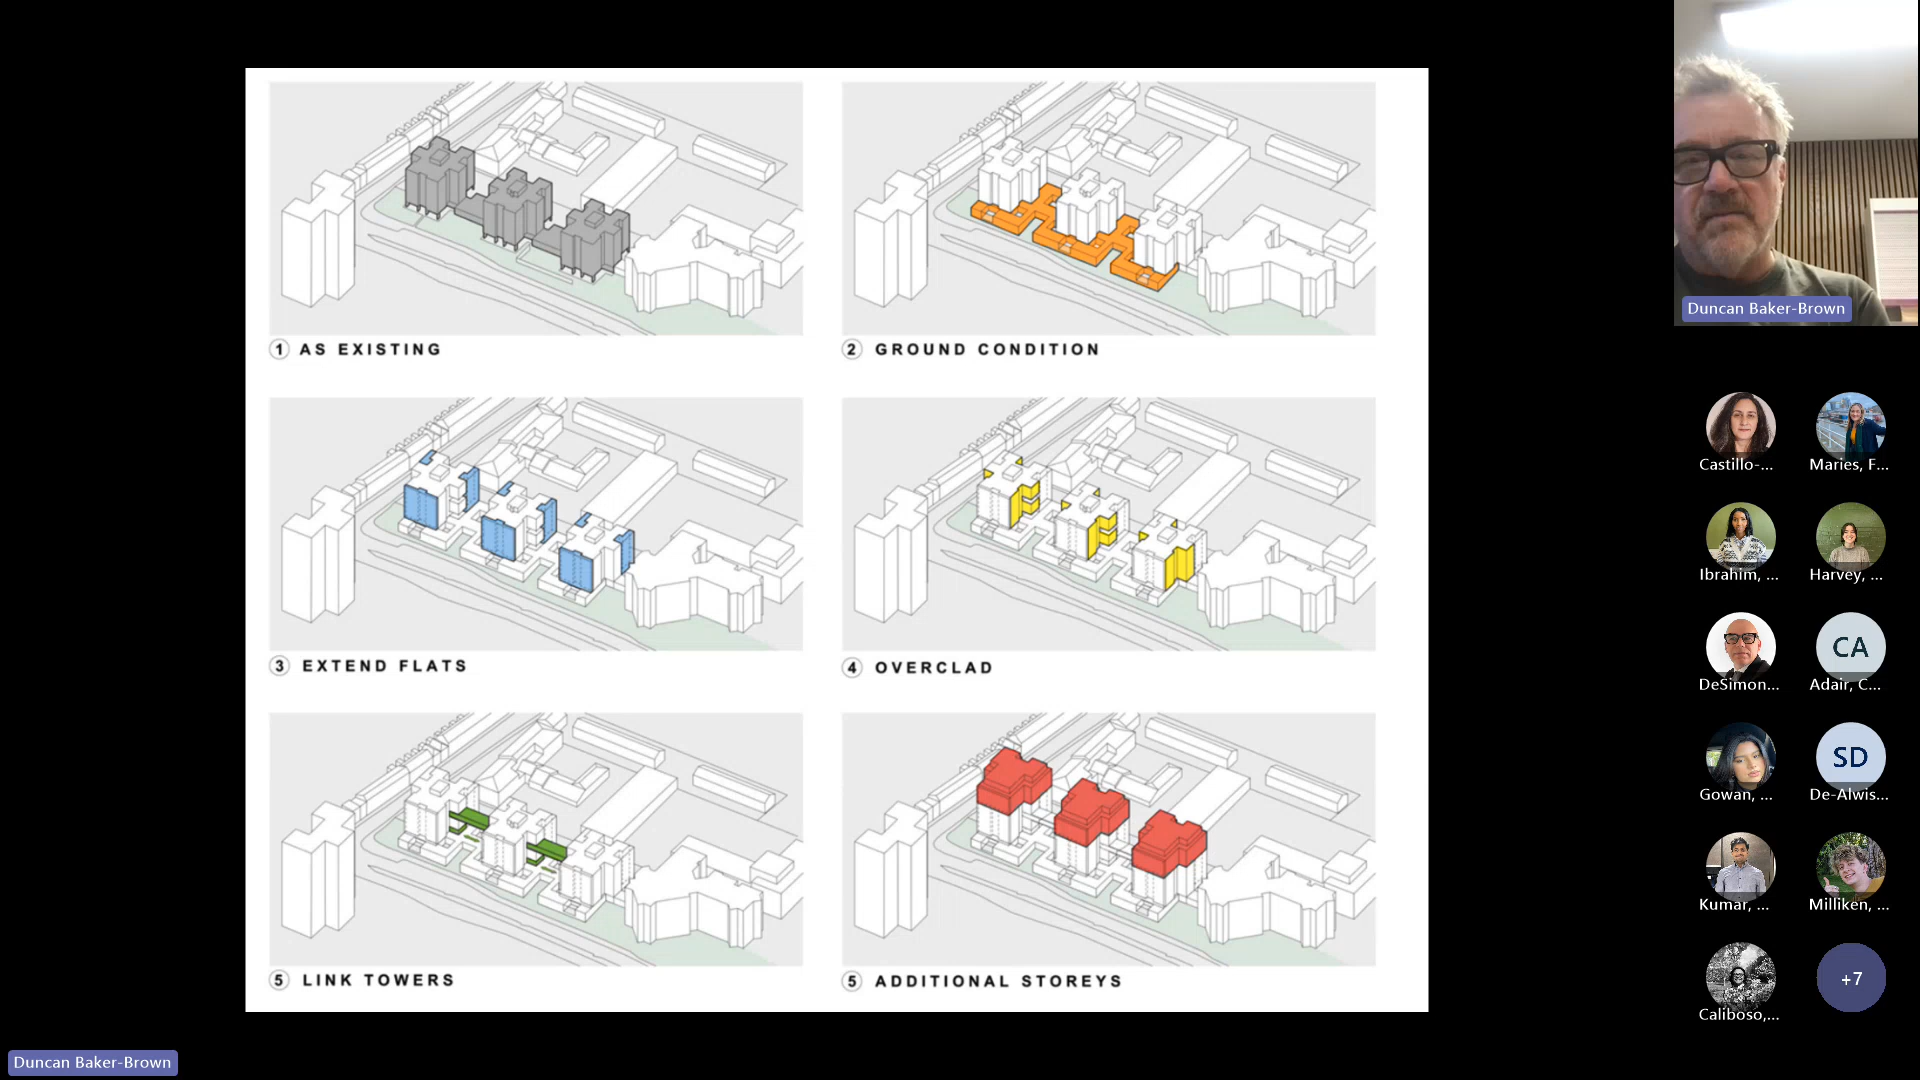 1 AS EXISTING
2 GROUND CONDITION
3 EXTEND FLATS
4 OVERCLAD
5 LINK TOWERS
5 ADDITIONAL STOREYS
Duncan Baker-Brown
Castillo-...
Maries, F...
Ibrahim, ...
Harvey, ...
DeSimon...
CA
Adair, C...
Gowan, ...
SD
De-Alwis...
Kumar, ...
Milliken, ...
Caliboso,...
+7
Duncan Baker-Brown